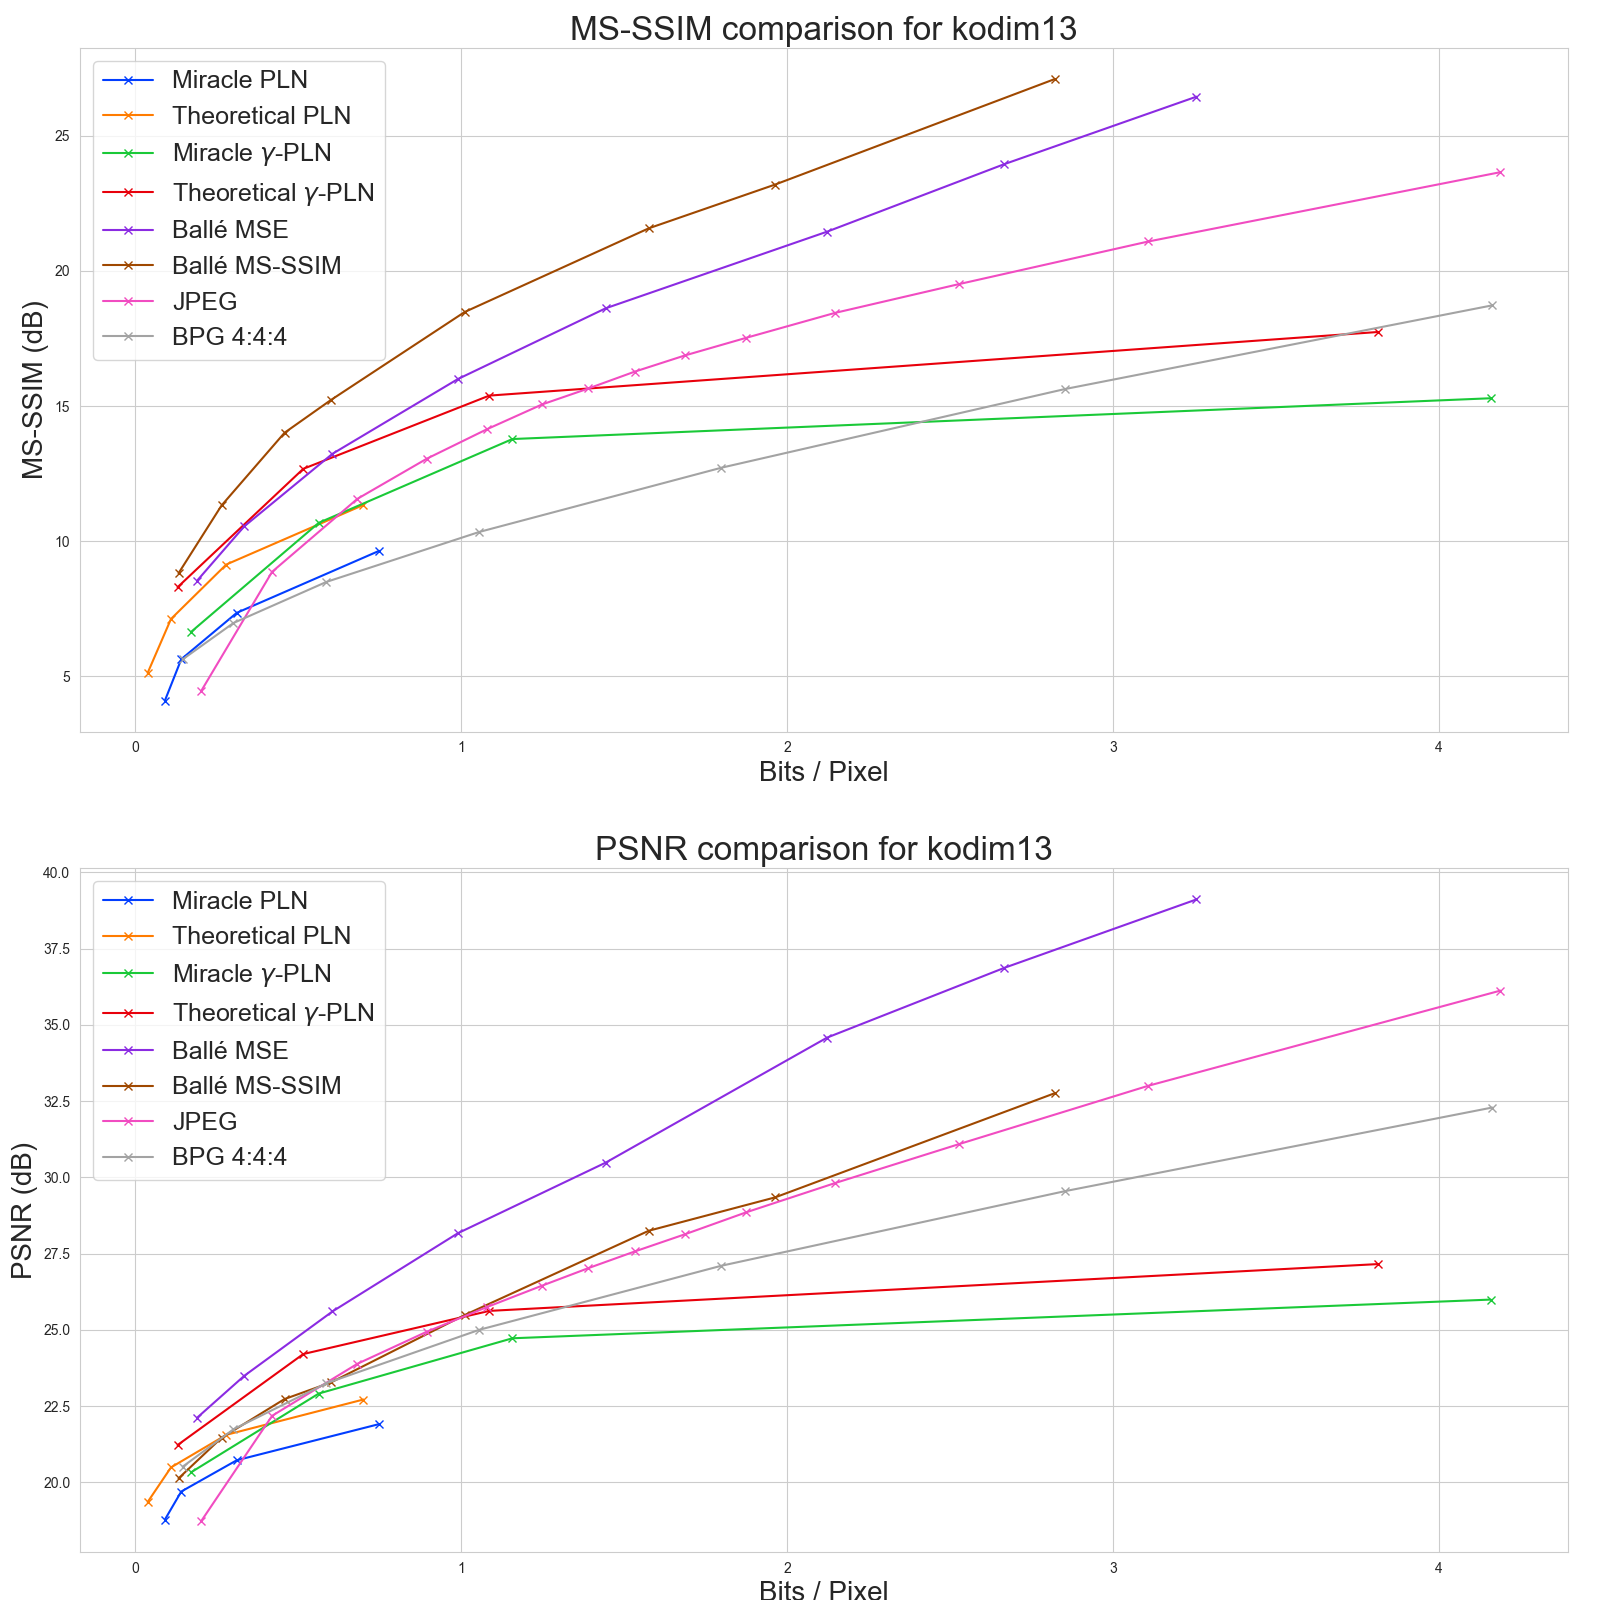 MS-SSIM comparison for kodim13
Miracle PLN
Theoretical PLN
Miracle γ-PLN
Theoretical γ-PLN
Ballé MSE
Ballé MS-SSIM
JPEG
BPG 4:4:4
MS-SSIM (dB)
25
20
15
10
5
0 1 2 3 4
Bits / Pixel
PSNR comparison for kodim13
Miracle PLN
Theoretical PLN
Miracle γ-PLN
Theoretical γ-PLN
Ballé MSE
Ballé MS-SSIM
JPEG
BPG 4:4:4
PSNR (dB)
40.0
37.5
35.0
32.5
30.0
27.5
25.0
22.5
20.0
0 1 2 3 4
Bits / Pixel